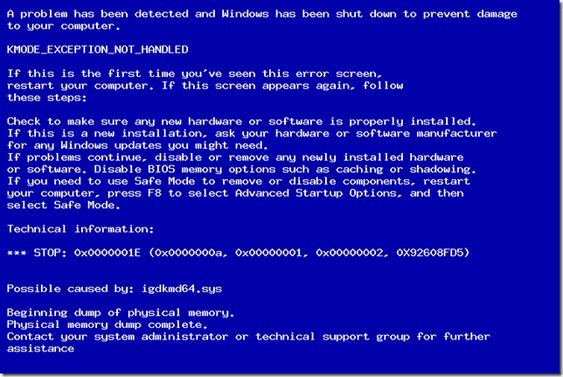 A problem has been detected and Windows has been shut down to prevent damage
to your computer.
KMODE_EXCEPTION_NOT_HANDLED
If this is the first time you've seen this error screen,
restart your computer. If this screen appears again, follow
these steps:
Check to make sure any new hardware or software is properly installed.
If this is a new installation, ask your hardware or software manufacturer
for any Windows updates you might need.
If problems continue, disable or remove any newly installed hardware
or software. Disable BIOS memory options such as caching or shadowing.
If you need to use Safe Mode to remove or disable components, restart
your computer, press F8 to select Advanced Startup Options, and then
select Safe Mode.
Technical information:
*** STOP: 0x0000001E (0x0000000a, 0x00000001, 0x00000002, 0X92608FD5)
Possible caused by: igdkmd64.sys
Beginning dump of physical memory.
Physical memory dump complete.
Contact your system administrator or technical support group for further
assistance